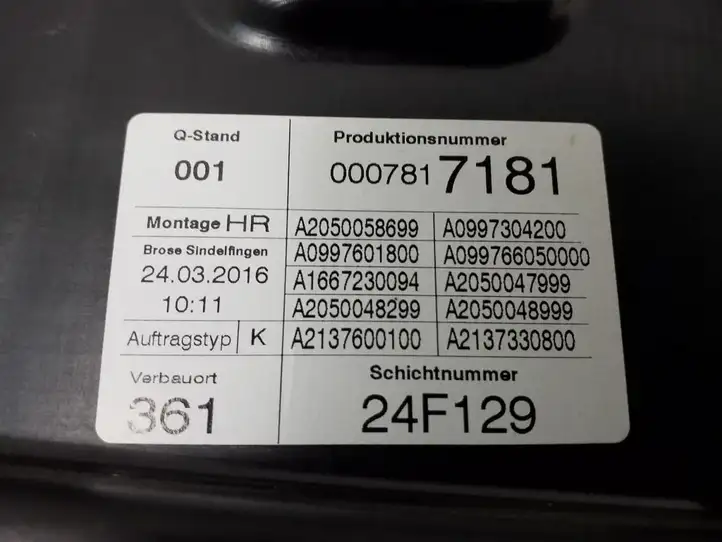 Q-Stand
Produktionsnummer
001
0007817181
Montage HR
A2050058699 A0997304200
Brose Sindelfingen
A0997601800 A099766050000
24.03.2016
A1667230094 A2050047999
10:11
A2050048299 A2050048999
Auftragstyp K
A2137600100 A2137330800
Verbauort
Schichtnummer
361
24F129